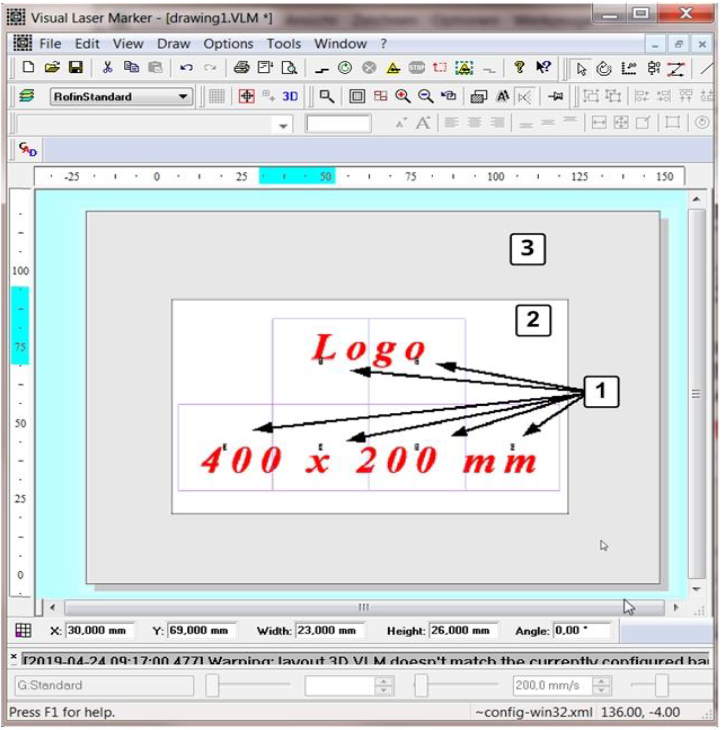 Visual Laser Marker - [drawing1.VLM *]
File Edit View Draw Options Tools Window ?
RofinStandard 3D
CAD
-25 0 25 50 75 100 125 150
3
100
2
75
Logo
1
50
400 x 200 mm
25
0
X: 30,000 mm Y: 69,000 mm Width: 23,000 mm Height: 26,000 mm Angle: 0,00 °
[2019-04-24 09:17:00,477] Warning: layout 3D.VLM doesn't match the currently configured
G:Standard 200,0 mm/s
Press F1 for help. ~config-win32.xml 136.00, -4.00